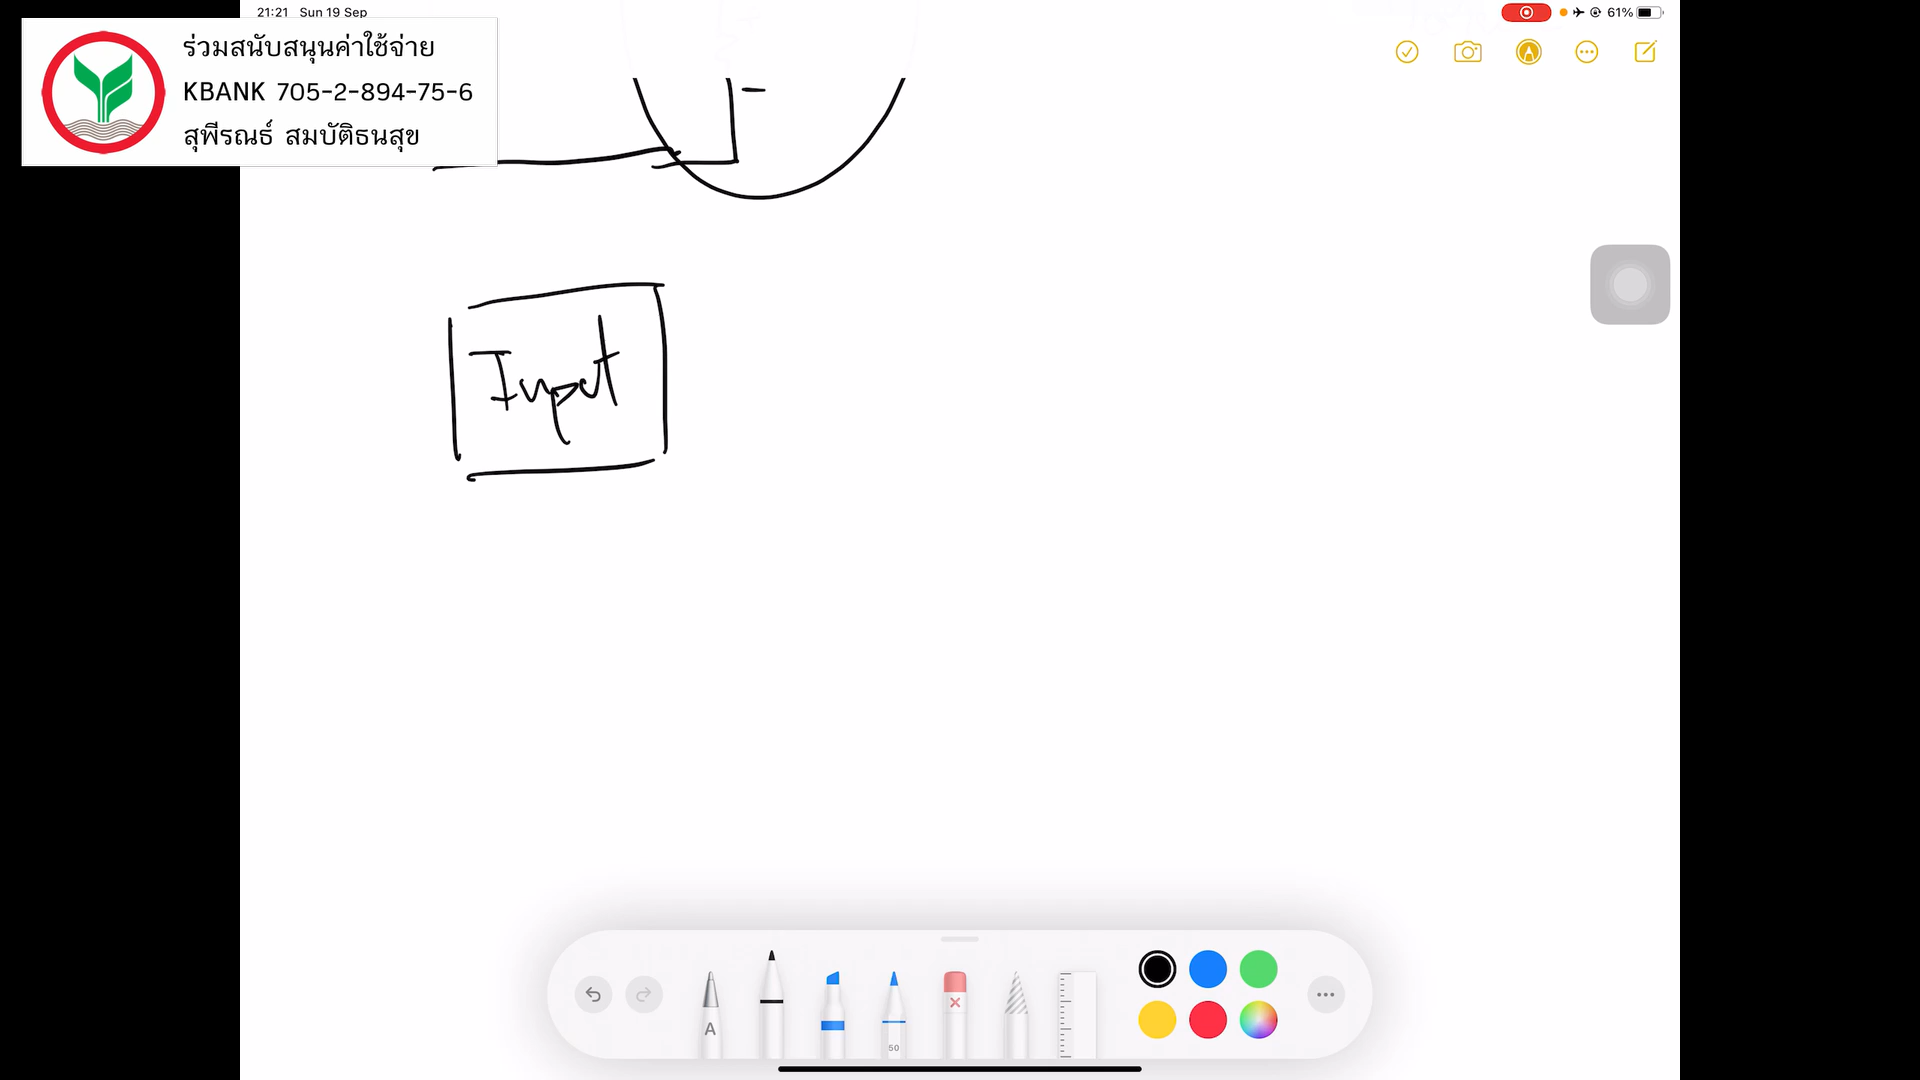 21:21 Sun 19 Sep
61%
ร่วมสนับสนุนค่าใช้จ่าย
KBANK 705-2-894-75-6
สุพีรณธ์ สมบัติธนสุข
Input
A
50